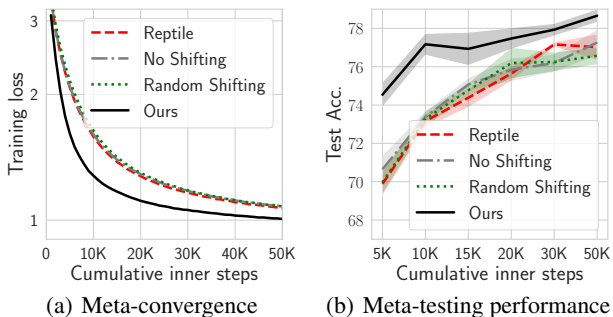 3
2
1
Training loss
0
10K
20K
30K
40K
50K
Cumulative inner steps
Reptile
No Shifting
Random Shifting
Ours
(a) Meta-convergence
78
76
74
72
70
68
Test Acc.
5K
10K
15K
20K
30K
50K
Cumulative inner steps
Reptile
No Shifting
Random Shifting
Ours
(b) Meta-testing performance